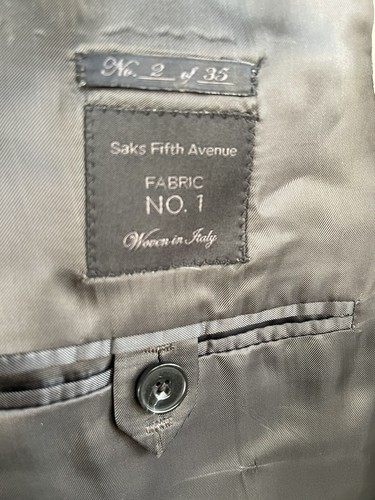 No. 2 of 35
Saks Fifth Avenue
FABRIC
NO. 1
Woven in Italy